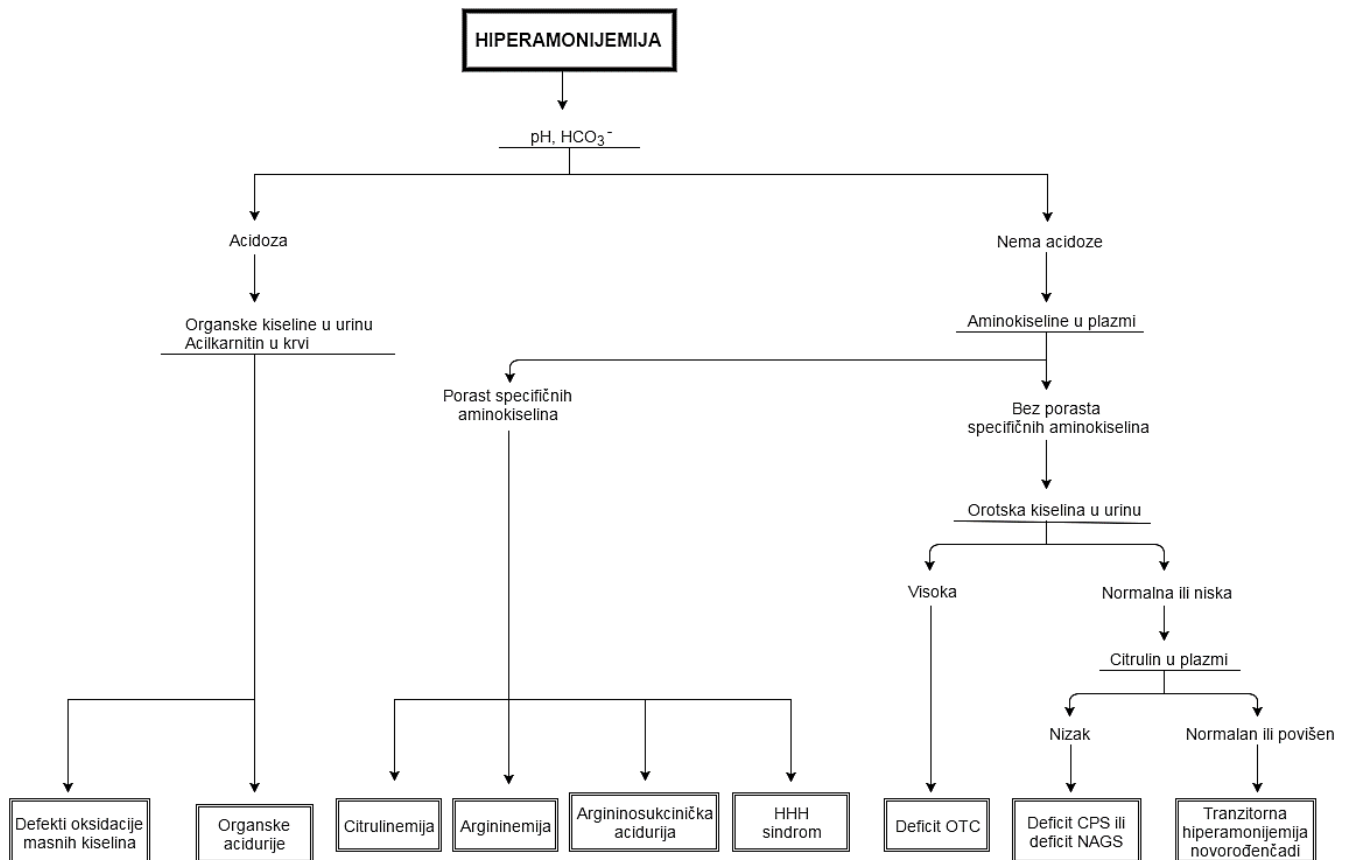 HIPERAMONIJEMIJA
pH, HCO₃⁻
Acidoza
Nema acidoze
Organske kiseline u urinu
Acilkarnitin u krvi
Aminokiseline u plazmi
Porast specifičnih
aminokiselina
Bez porasta
specifičnih aminokiselina
Orotska kiselina u urinu
Visoka
Normalna ili niska
Citrulin u plazmi
Nizak
Normalan ili povišen
Defekti oksidacije
masnih kiselina
Organske
acidurije
Citrulinemija
Argininemija
Argininosukcinička
acidurija
HHH
sindrom
Deficit OTC
Deficit CPS ili
deficit NAGS
Tranzitorna
hiperamonijemija
novorođenčadi